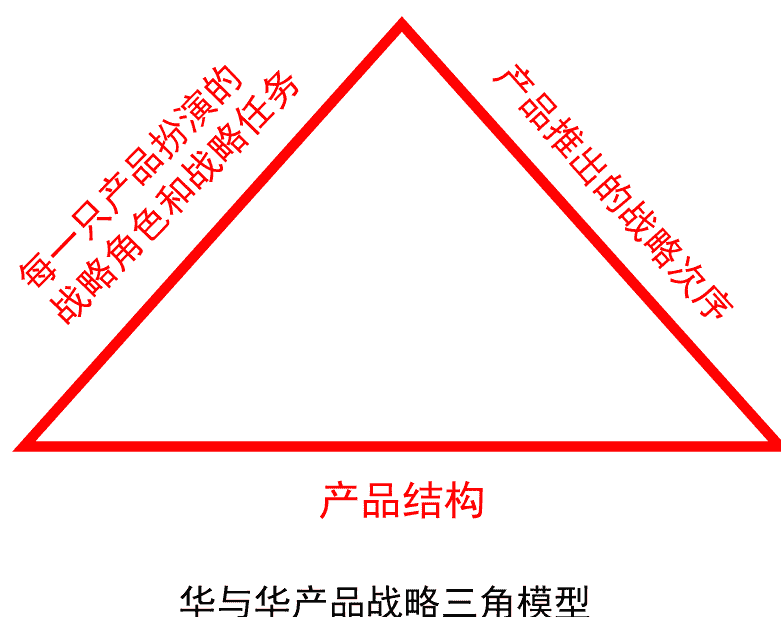 每一只产品扮演的
战略角色和战略任务
产品推出的战略次序
产品结构
华与华产品战略三角模型